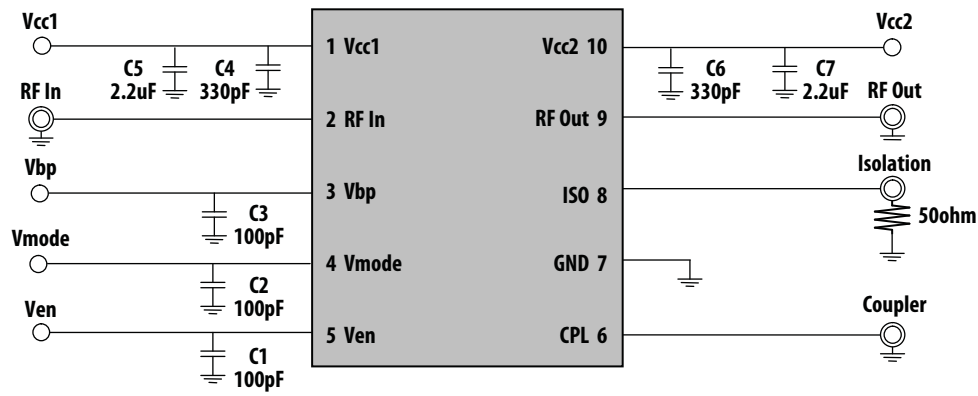 Vcc1
1 Vcc1
Vcc2 10
Vcc2
C5
2.2uF
C4
330pF
C6
330pF
C7
2.2uF
RF In
2 RF In
RF Out 9
RF Out
Vbp
3 Vbp
ISO 8
Isolation
50ohm
C3
100pF
Vmode
4 Vmode
GND 7
C2
100pF
Ven
5 Ven
CPL 6
Coupler
C1
100pF